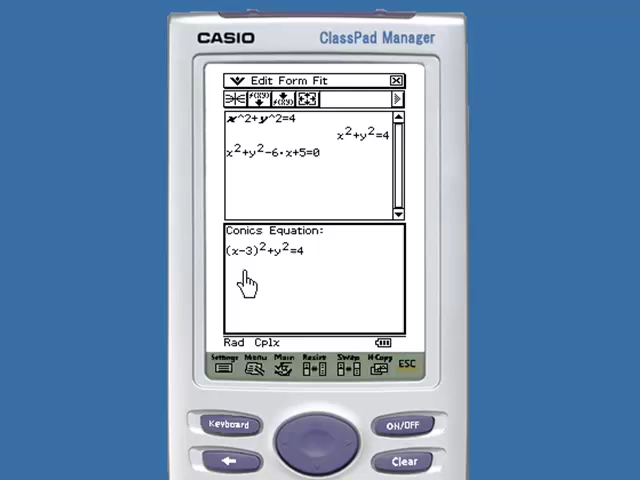 CASIO ClassPad Manager
Edit Form Fit
x^2+y^2=4
x²+y²=4
x²+y²-6·x+5=0
Conics Equation:
(x-3)²+y²=4
Rad Cplx
Settings Menu Main Resize Swap H-Copy ESC
Keyboard ON/OFF
Clear